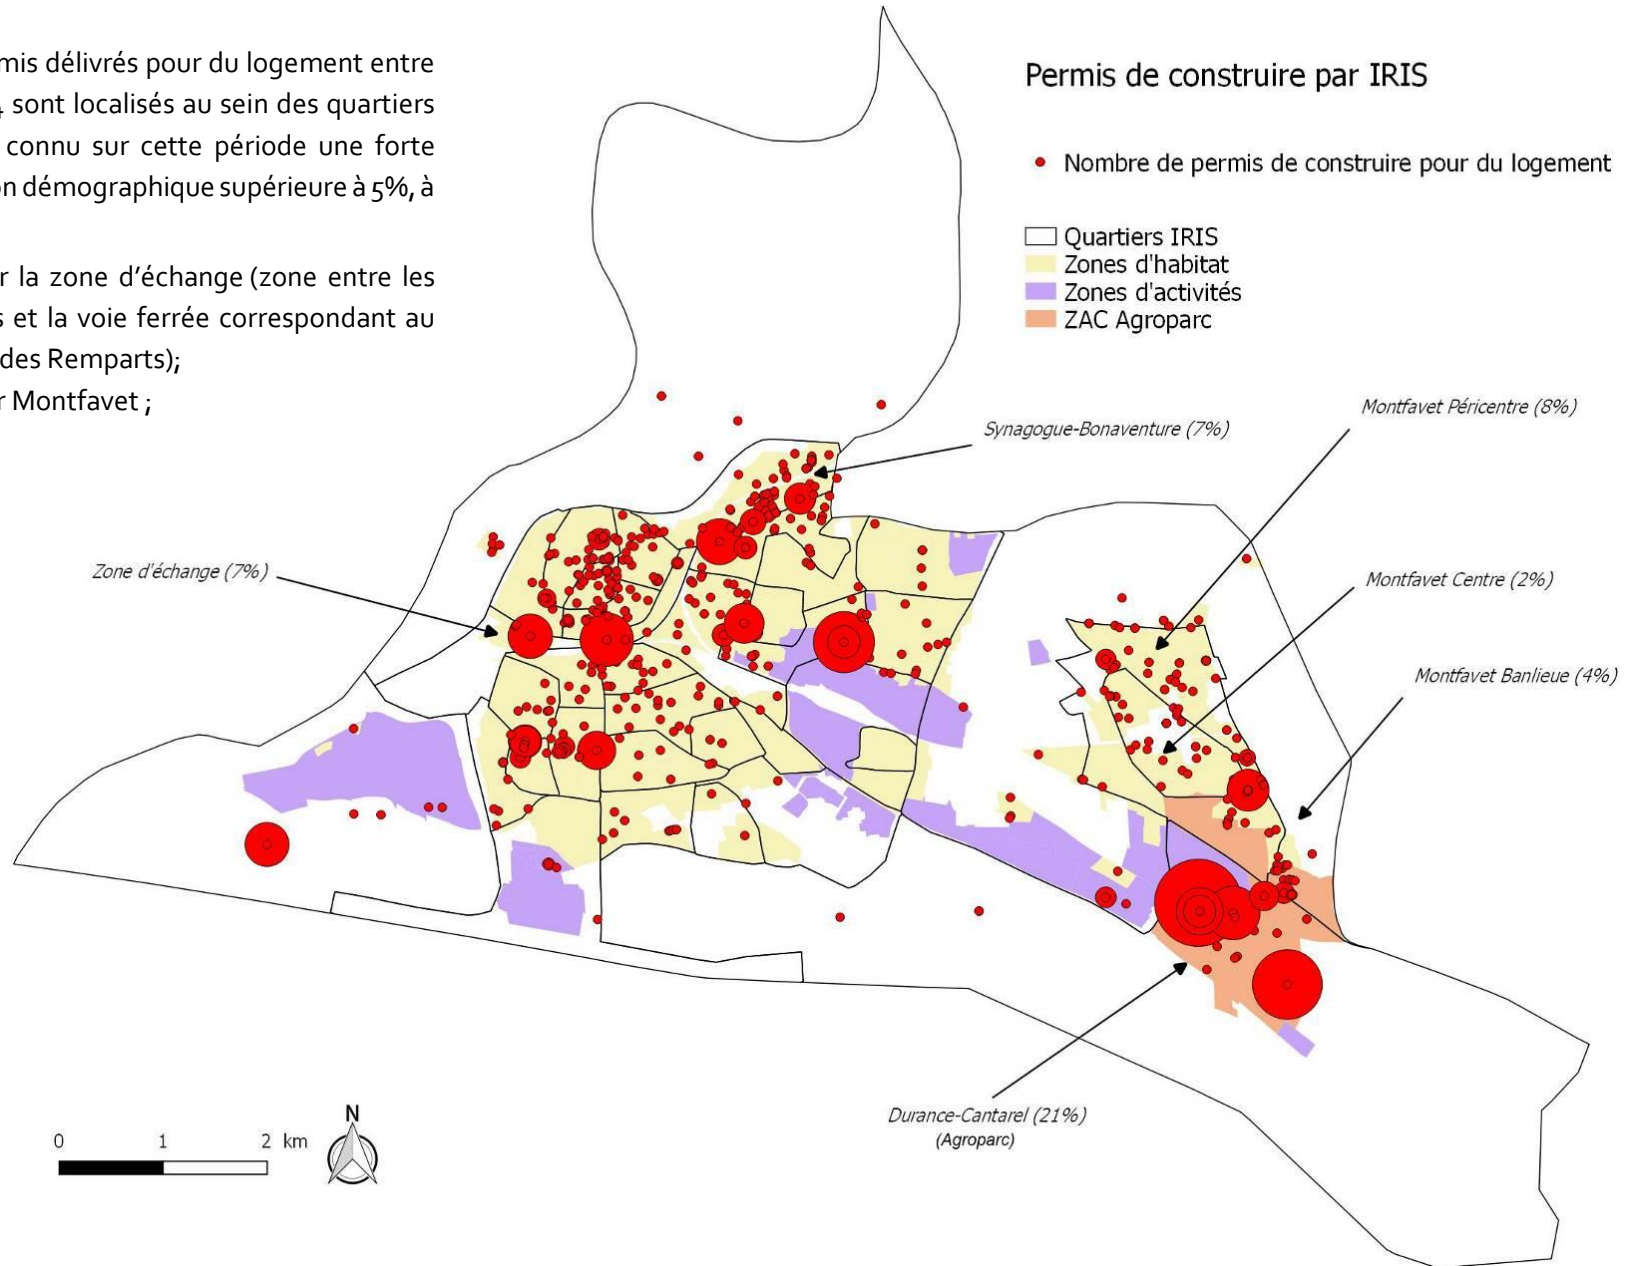 mis délivrés pour du logement entre
sont localisés au sein des quartiers
connu sur cette période une forte
on démographique supérieure à 5%, à
r la zone d'échange (zone entre les
s et la voie ferrée correspondant au
des Remparts);
r Montfavet ;
Permis de construire par IRIS
Nombre de permis de construire pour du logement
Quartiers IRIS
Zones d'habitat
Zones d'activités
ZAC Agroparc
Montfavet Péricentre (8%)
Synagogue-Bonaventure (7%)
Zone d'échange (7%)
Montfavet Centre (2%)
Montfavet Banlieue (4%)
Durance-Cantarel (21%)
(Agroparc)
N
0 1 2 km